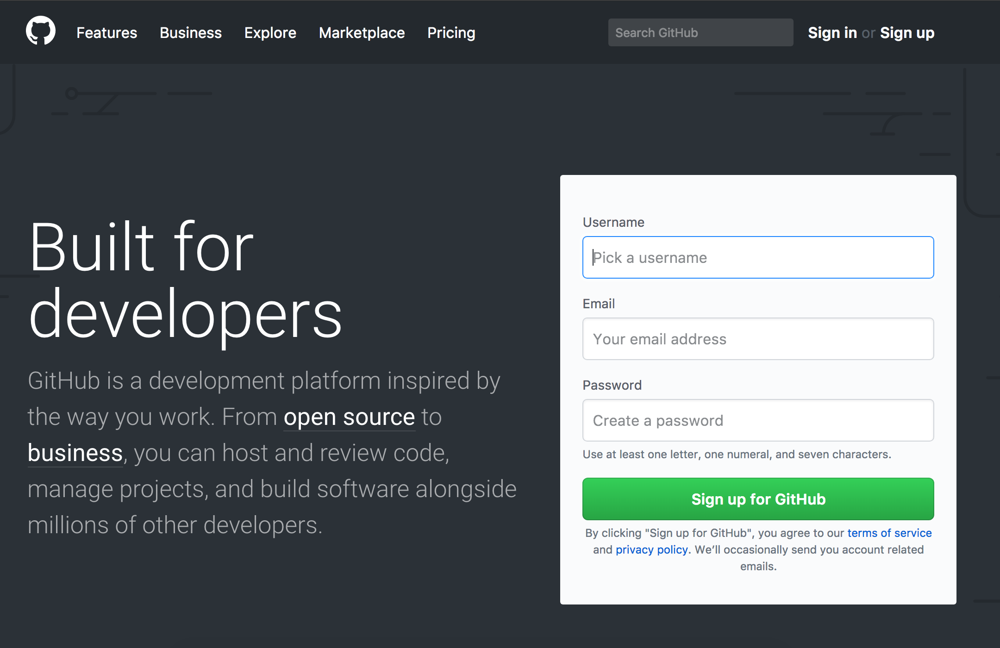 Features Business Explore Marketplace Pricing Search GitHub Sign in or Sign up
Built for
developers
GitHub is a development platform inspired by
the way you work. From open source to
business, you can host and review code,
manage projects, and build software alongside
millions of other developers.
Username
Pick a username
Email
Your email address
Password
Create a password
Use at least one letter, one numeral, and seven characters.
Sign up for GitHub
By clicking "Sign up for GitHub", you agree to our terms of service
and privacy policy. We’ll occasionally send you account related
emails.